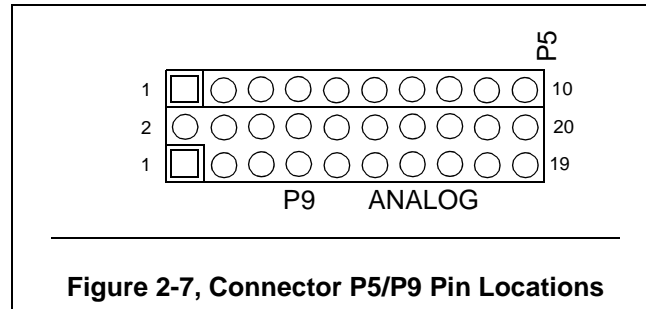 P5
1 10
2 20
1 19
P9 ANALOG
Figure 2-7, Connector P5/P9 Pin Locations